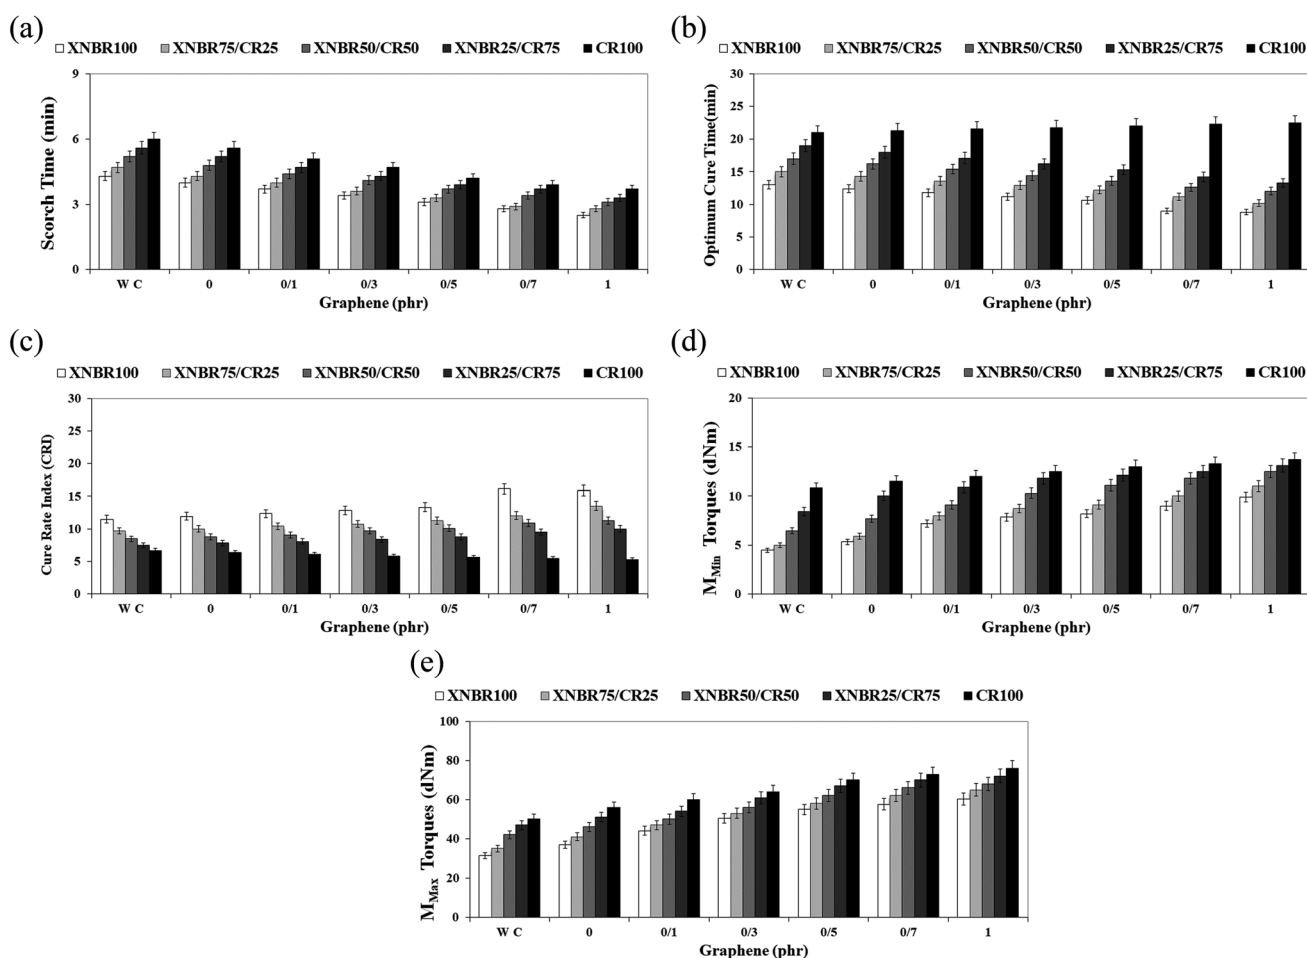 (a)
XNBR100 XNBR75/CR25 XNBR50/CR50 XNBR25/CR75 CR100
Scorch Time (min)
9
6
3
0
W C 0 0/1 0/3 0/5 0/7 1
Graphene (phr)
(b)
XNBR100 XNBR75/CR25 XNBR50/CR50 XNBR25/CR75 CR100
Optimum Cure Time(min)
30
25
20
15
10
5
0
W C 0 0/1 0/3 0/5 0/7 1
Graphene (phr)
(c)
XNBR100 XNBR75/CR25 XNBR50/CR50 XNBR25/CR75 CR100
Cure Rate Index (CRI)
30
25
20
15
10
5
0
W C 0 0/1 0/3 0/5 0/7 1
Graphene (phr)
(d)
XNBR100 XNBR75/CR25 XNBR50/CR50 XNBR25/CR75 CR100
MMin Torques (dNm)
20
15
10
5
0
W C 0 0/1 0/3 0/5 0/7 1
Graphene (phr)
(e)
XNBR100 XNBR75/CR25 XNBR50/CR50 XNBR25/CR75 CR100
MMax Torques (dNm)
100
80
60
40
20
0
W C 0 0/1 0/3 0/5 0/7 1
Graphene (phr)